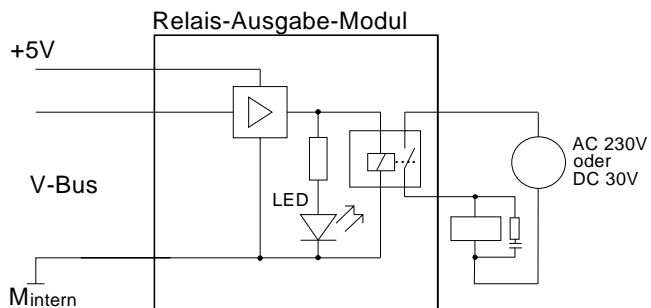 Relais-Ausgabe-Modul
+5V
AC 230V
oder
DC 30V
V-Bus
LED
Mintern